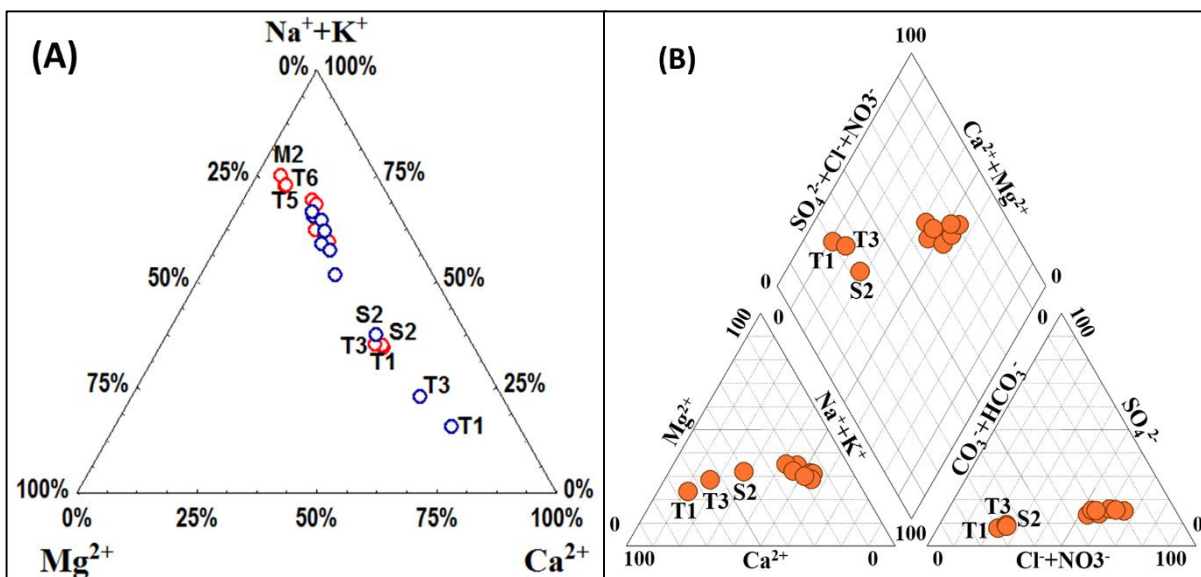 (A)
Na⁺+K⁺
0% 100%
M2
25% T6 75%
T5
50% 50%
S2
S2
T3
T1
75% 25%
T3
T1
100% 0%
0% 25% 50% 75% 100%
Mg²⁺ Ca²⁺
(B)
100
SO₄²⁻+Cl⁻+NO3⁻
Ca²⁺+Mg²⁺
T1 T3
S2
0 0
100 0 0 100
Mg²⁺ Na⁺+K⁺ CO₃⁻+HCO₃⁻ SO₄²⁻
T1 T3 S2
T3
T1 S2
0 100 0
100 Ca²⁺ 0 0 Cl⁻+NO3⁻ 100